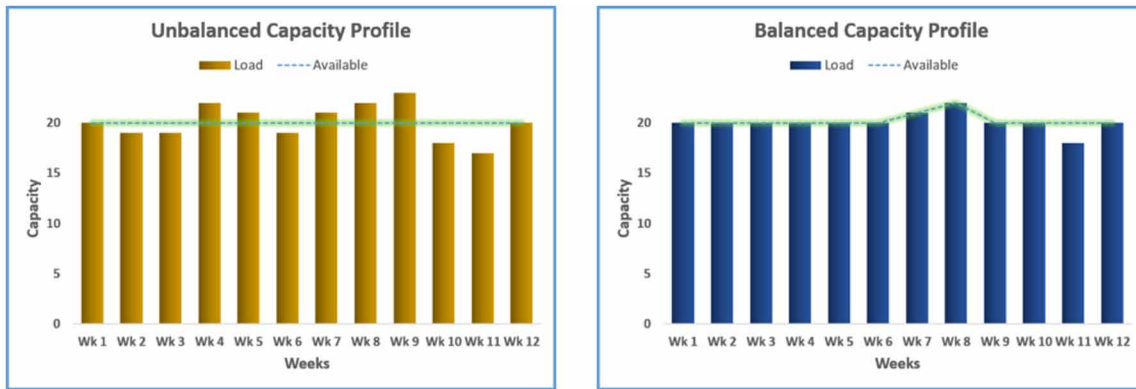 Unbalanced Capacity Profile
Load Available
Capacity
20
15
10
5
0
Wk 1 Wk 2 Wk 3 Wk 4 Wk 5 Wk 6 Wk 7 Wk 8 Wk 9 Wk 10 Wk 11 Wk 12
Weeks
Balanced Capacity Profile
Load Available
Capacity
20
15
10
5
0
Wk 1 Wk 2 Wk 3 Wk 4 Wk 5 Wk 6 Wk 7 Wk 8 Wk 9 Wk 10 Wk 11 Wk 12
Weeks